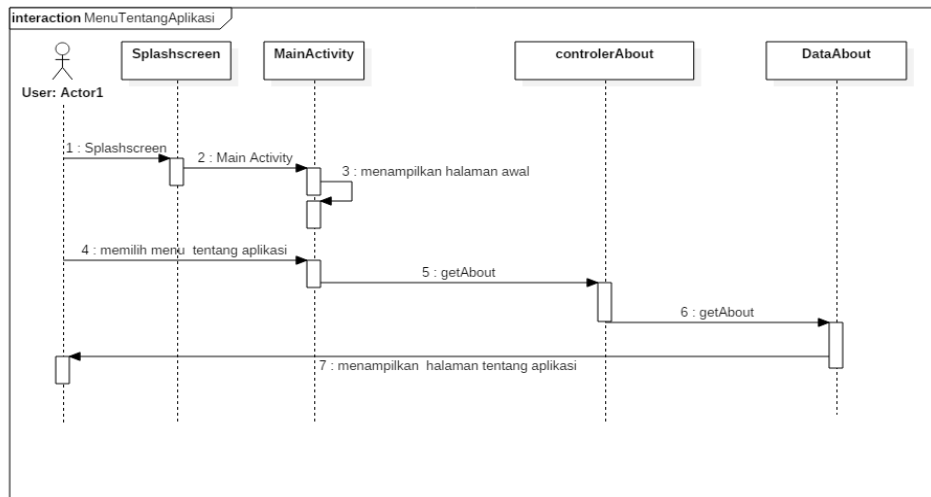 interaction MenuTentangAplikasi
Splashscreen
MainActivity
controlerAbout
DataAbout
User: Actor1
1 : Splashscreen
2 : Main Activity
3 : menampilkan halaman awal
4 : memilih menu  tentang aplikasi
5 : getAbout
6 : getAbout
7 : menampilkan  halaman tentang aplikasi